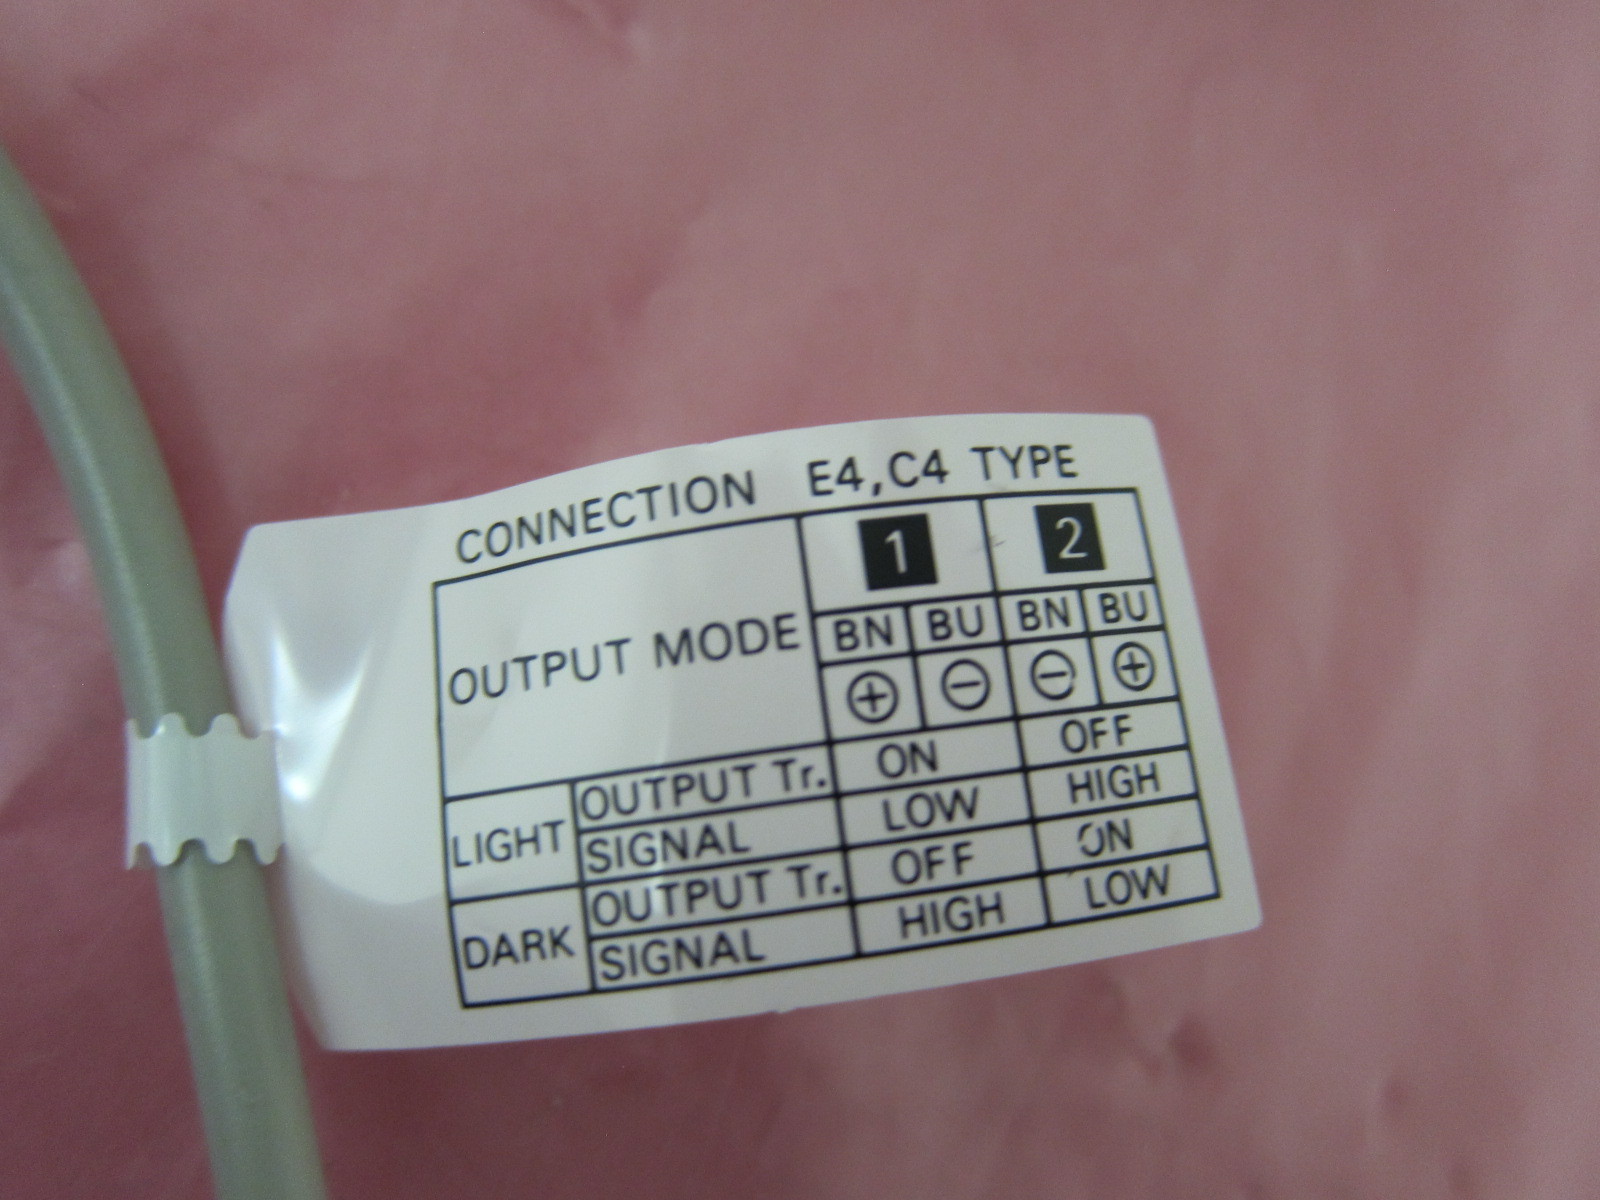 CONNECTION E4,C4 TYPE
OUTPUT MODE 1 2
BN BU BN BU
⊕ ⊖ ⊖ ⊕
LIGHT OUTPUT Tr. ON OFF
SIGNAL LOW HIGH
DARK OUTPUT Tr. OFF ON
SIGNAL HIGH LOW